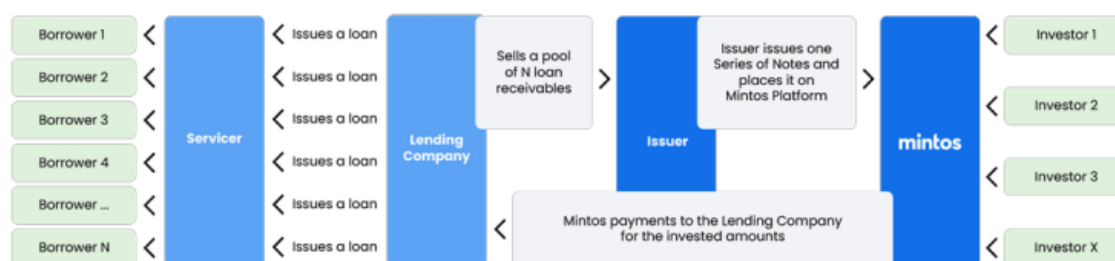 Borrower 1
Borrower 2
Borrower 3
Borrower 4
Borrower ...
Borrower N
Servicer
Issues a loan
Issues a loan
Issues a loan
Issues a loan
Issues a loan
Issues a loan
Lending
Company
Sells a pool
of N loan
receivables
Issuer
Issuer issues one
Series of Notes and
places it on
Mintos Platform
Mintos payments to the Lending Company
for the invested amounts
mintos
Investor 1
Investor 2
Investor 3
Investor X